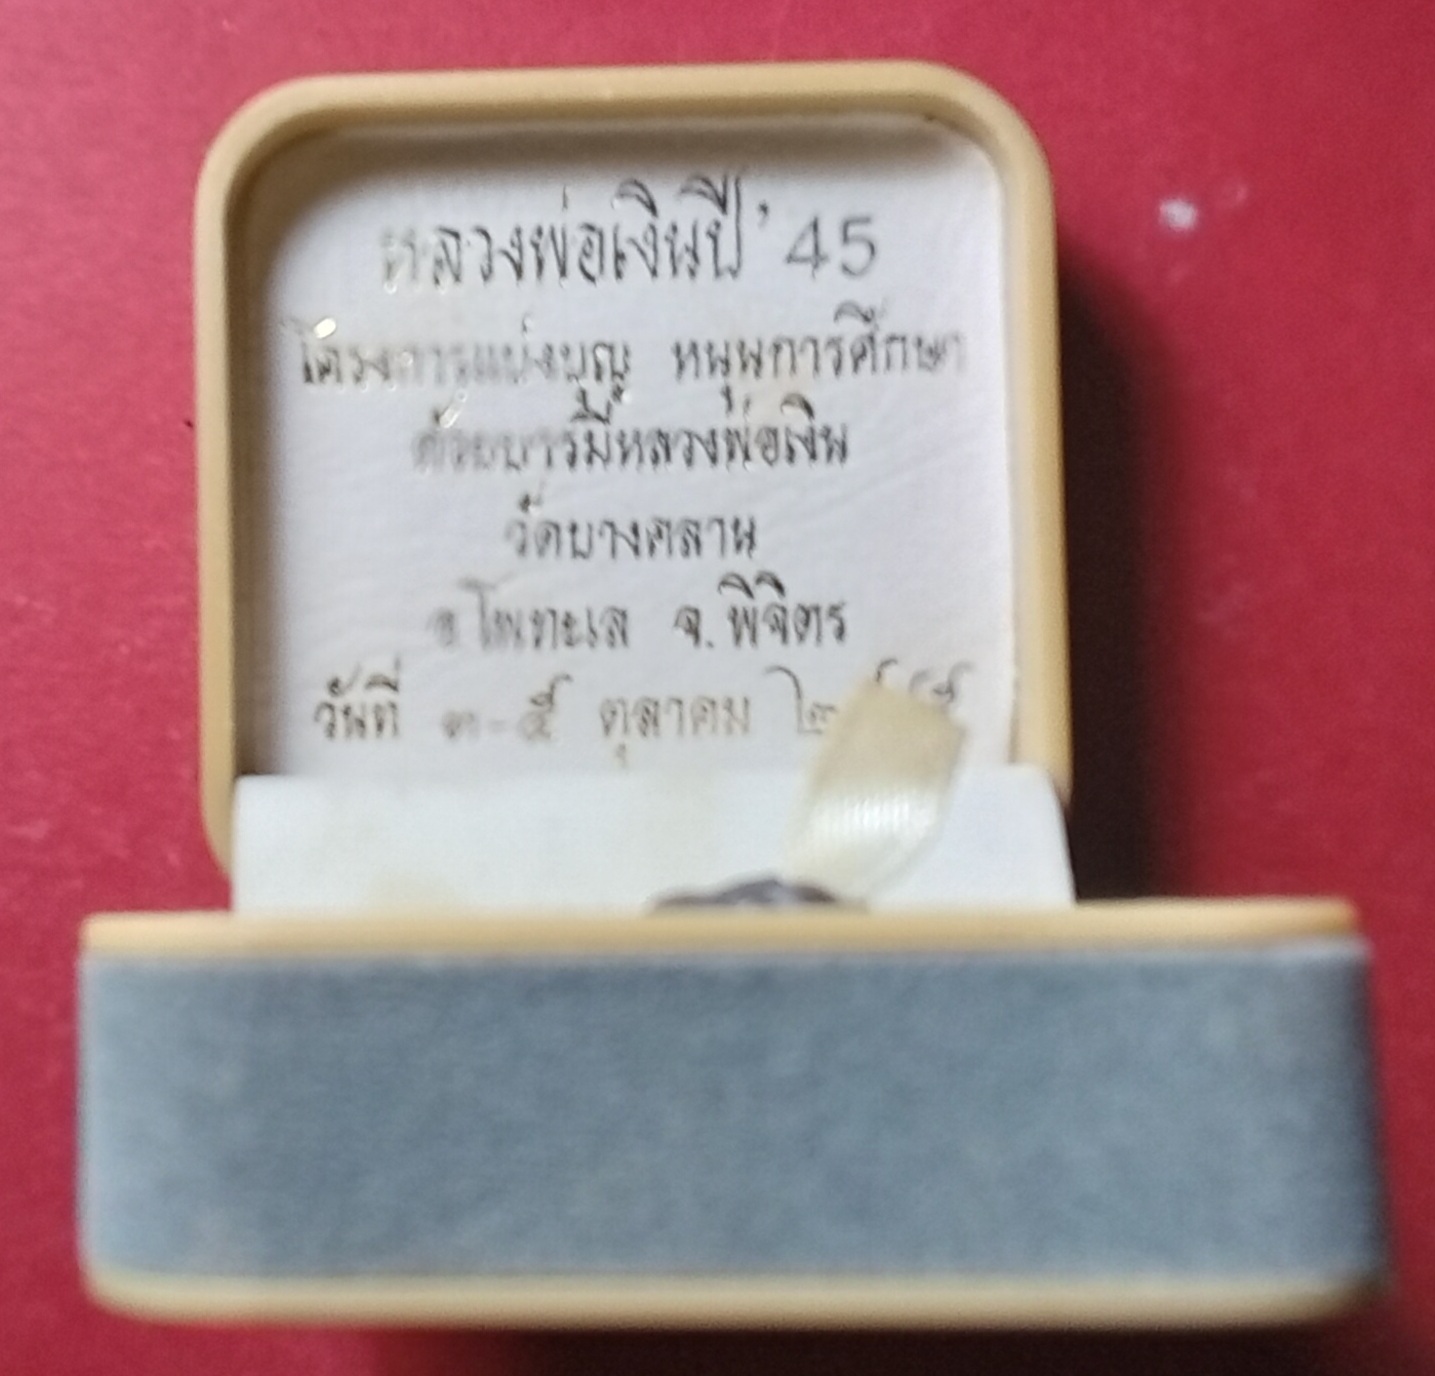 หลวงพ่อเงินปี'45
โครงการแบ่งบุญ หนุนการศึกษา
ด้วยบารมีหลวงพ่อเงิน
วัดบางคลาน
อ.โพทะเล จ.พิจิตร
วันที่ ๓-๕ ตุลาคม